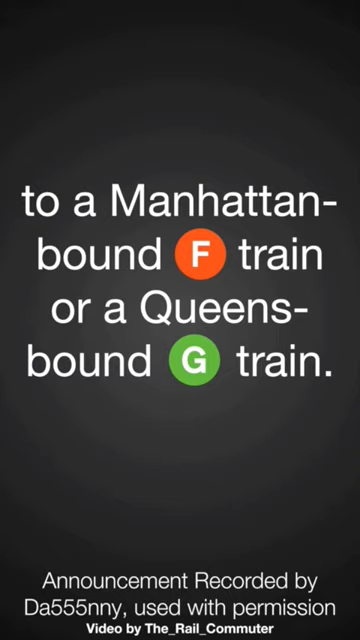 to a Manhattan-
bound F train
or a Queens-
bound G train.
Announcement Recorded by
Da555nny, used with permission
Video by The_Rail_Commuter